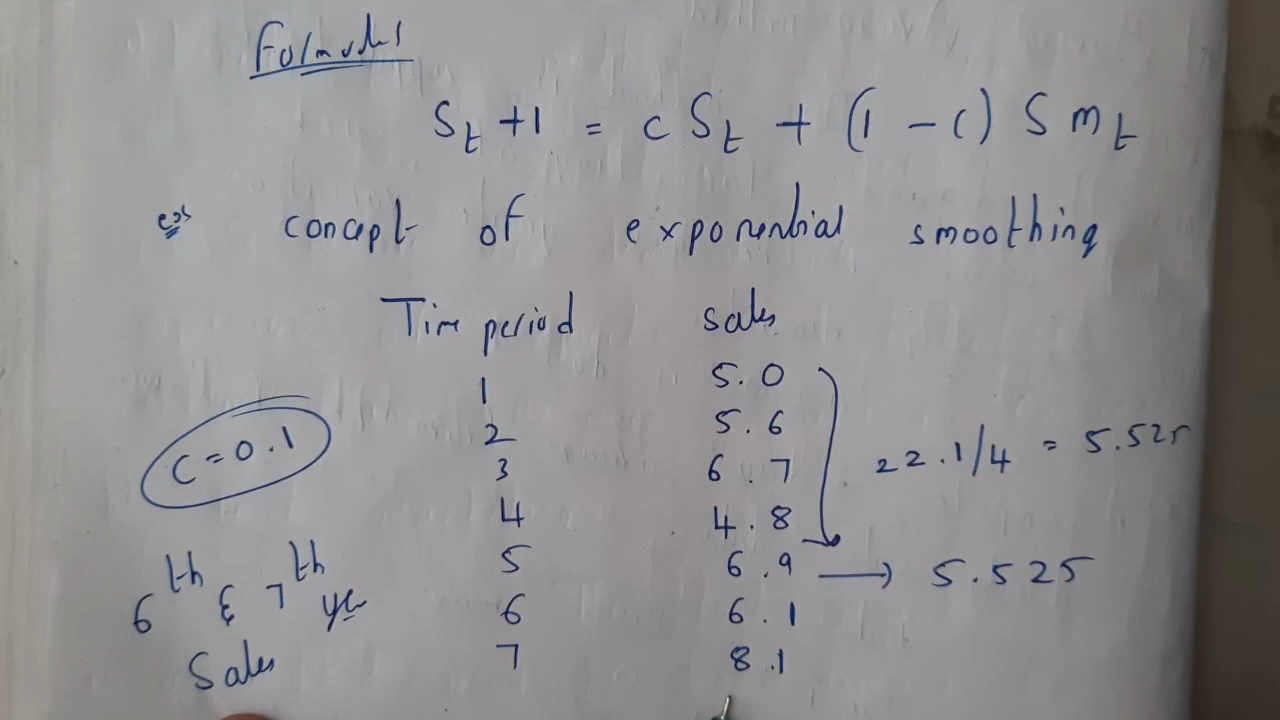 Formula
St +1 = c St + (1 - c) S mt
ex concept of exponential smoothing
Time period sales
1 5.0
2 5.6
3 6.7
4 4.8
22.1/4 = 5.525
C = 0.1
5 6.9 → 5.525
6 6.1
7 8.1
6th & 7th yr
Sales